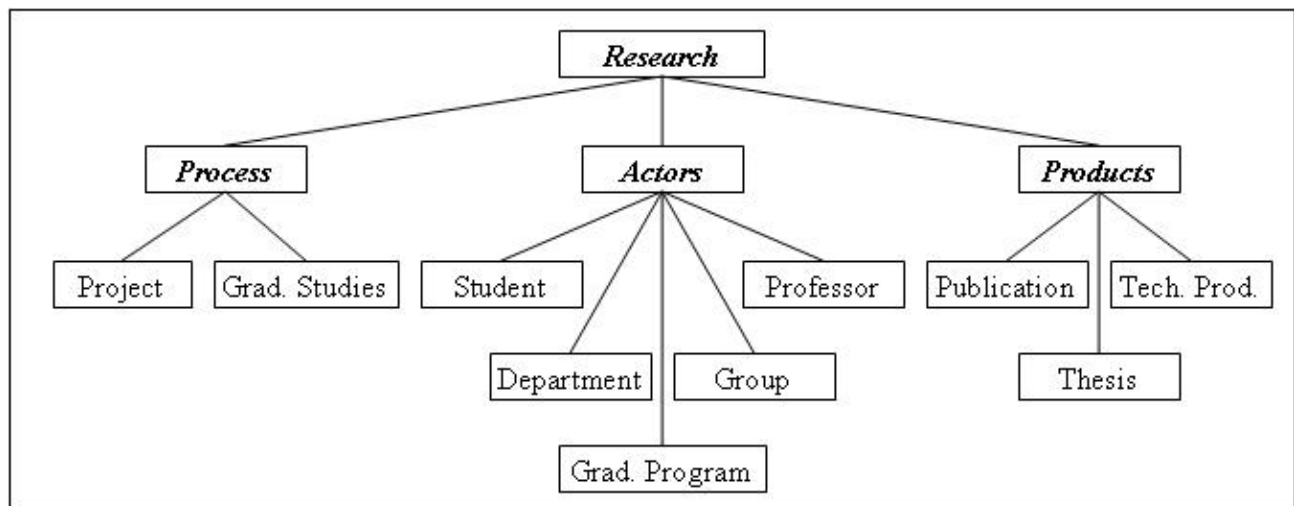 Research
Process
Actors
Products
Project
Grad. Studies
Student
Professor
Publication
Tech. Prod.
Department
Group
Thesis
Grad. Program